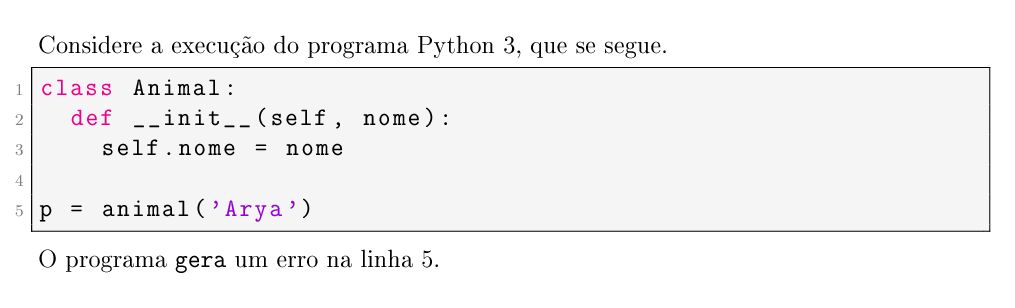 Considere a execução do programa Python 3, que se segue.
1 class Animal:
2   def __init__(self, nome):
3     self.nome = nome
4
5 p = animal('Arya')
O programa gera um erro na linha 5.